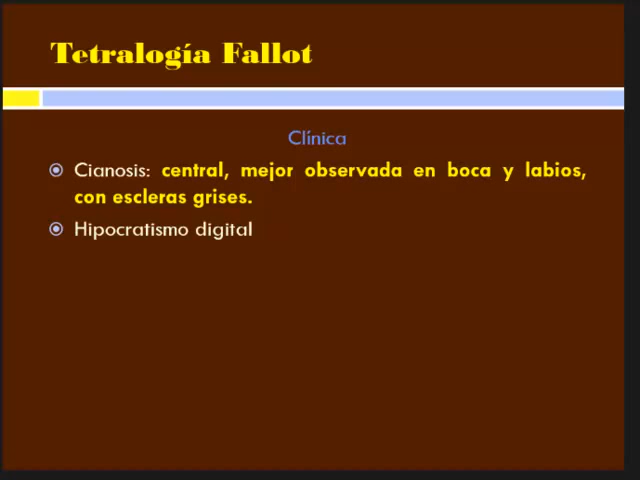 Tetralogía Fallot
Clínica
Cianosis: central, mejor observada en boca y labios,
con escleras grises.
Hipocratismo digital